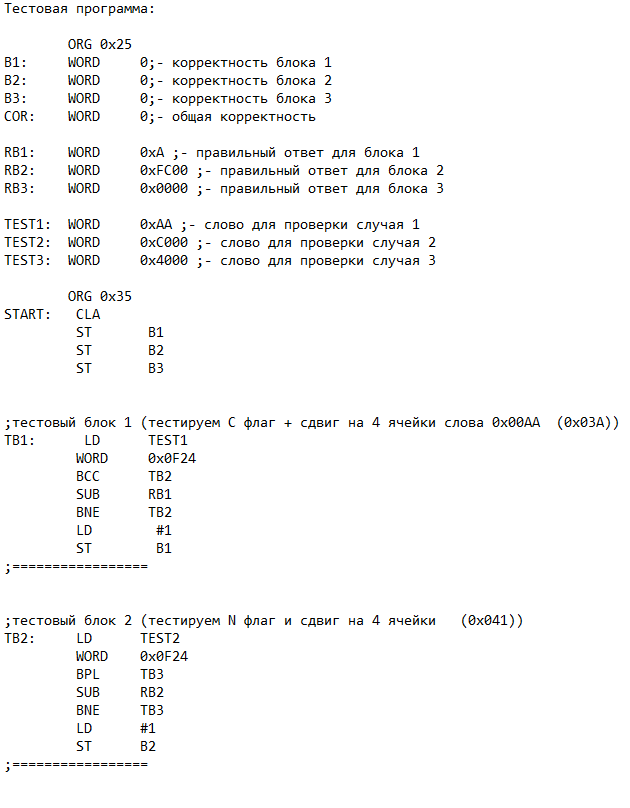 Тестовая программа:
ORG 0x25
B1: WORD 0;- корректность блока 1
B2: WORD 0;- корректность блока 2
B3: WORD 0;- корректность блока 3
COR: WORD 0;- общая корректность
RB1: WORD 0xA ;- правильный ответ для блока 1
RB2: WORD 0xFC00 ;- правильный ответ для блока 2
RB3: WORD 0x0000 ;- правильный ответ для блока 3
TEST1: WORD 0xAA ;- слово для проверки случая 1
TEST2: WORD 0xC000 ;- слово для проверки случая 2
TEST3: WORD 0x4000 ;- слово для проверки случая 3
ORG 0x35
START: CLA
ST B1
ST B2
ST B3
;тестовый блок 1 (тестируем C флаг + сдвиг на 4 ячейки слова 0x00AA (0x03A))
TB1: LD TEST1
WORD 0x0F24
BCC TB2
SUB RB1
BNE TB2
LD #1
ST B1
;=================
;тестовый блок 2 (тестируем N флаг и сдвиг на 4 ячейки (0x041))
TB2: LD TEST2
WORD 0x0F24
BPL TB3
SUB RB2
BNE TB3
LD #1
ST B2
;=================